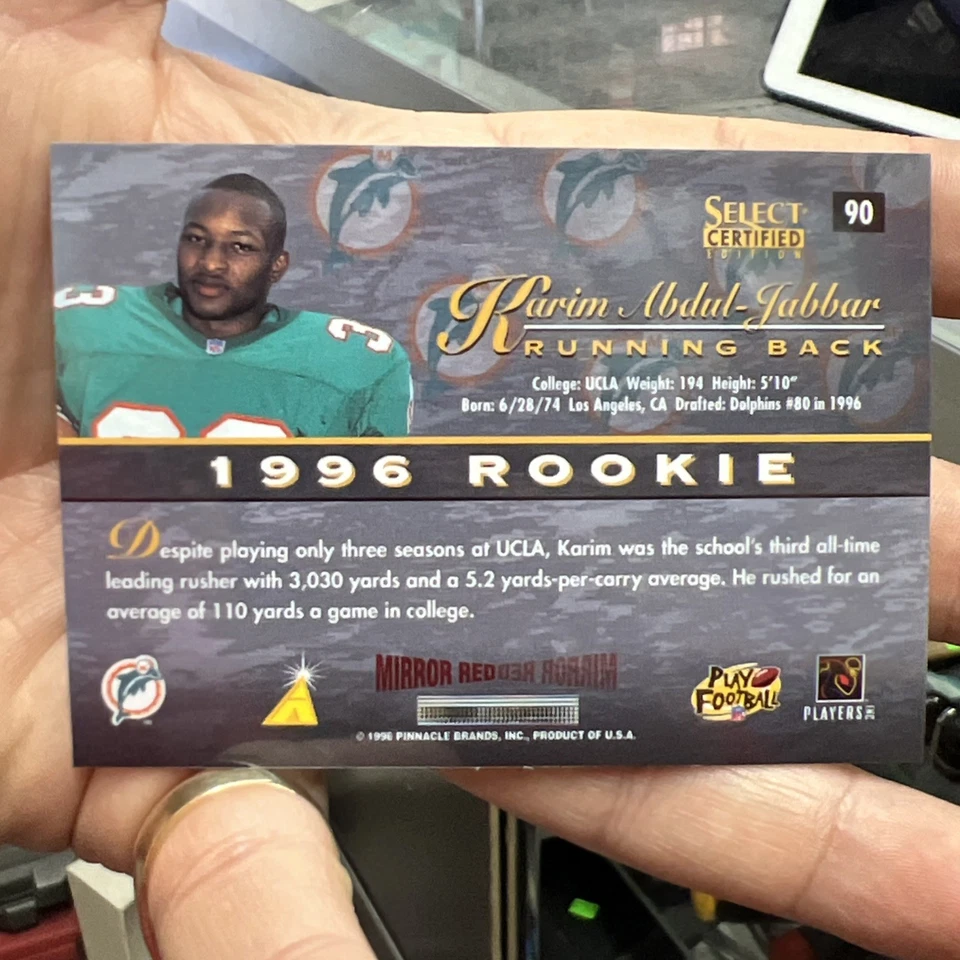 SELECT
CERTIFIED
EDITION
90
Karim Abdul-Jabbar
RUNNING BACK
College: UCLA Weight: 194 Height: 5'10"
Born: 6/28/74 Los Angeles, CA Drafted: Dolphins #80 in 1996
33
1996 ROOKIE
Despite playing only three seasons at UCLA, Karim was the school's third all-time
leading rusher with 3,030 yards and a 5.2 yards-per-carry average. He rushed for an
average of 110 yards a game in college.
MIRROR RED MIRROR RED
PLAY
FOOTBALL
PLAYERS INC
© 1996 PINNACLE BRANDS, INC., PRODUCT OF U.S.A.